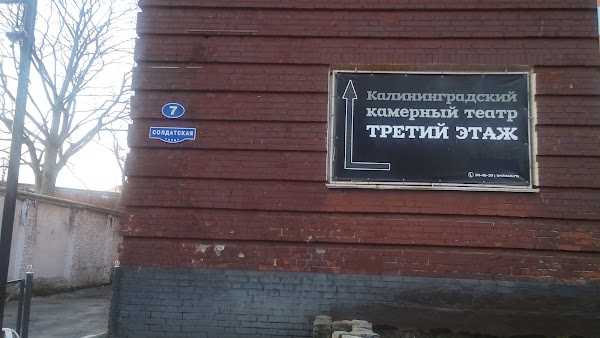 7
СОЛДАТСКАЯ
Калининградский
камерный театр
ТРЕТИЙ ЭТАЖ